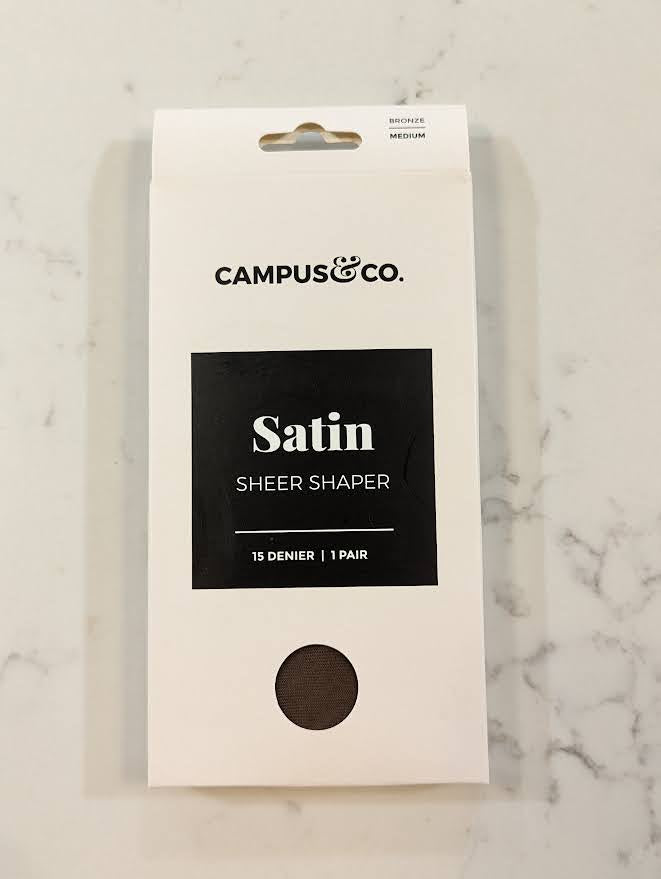 BRONZE
MEDIUM
CAMPUS&CO.
Satin
SHEER SHAPER
15 DENIER | 1 PAIR